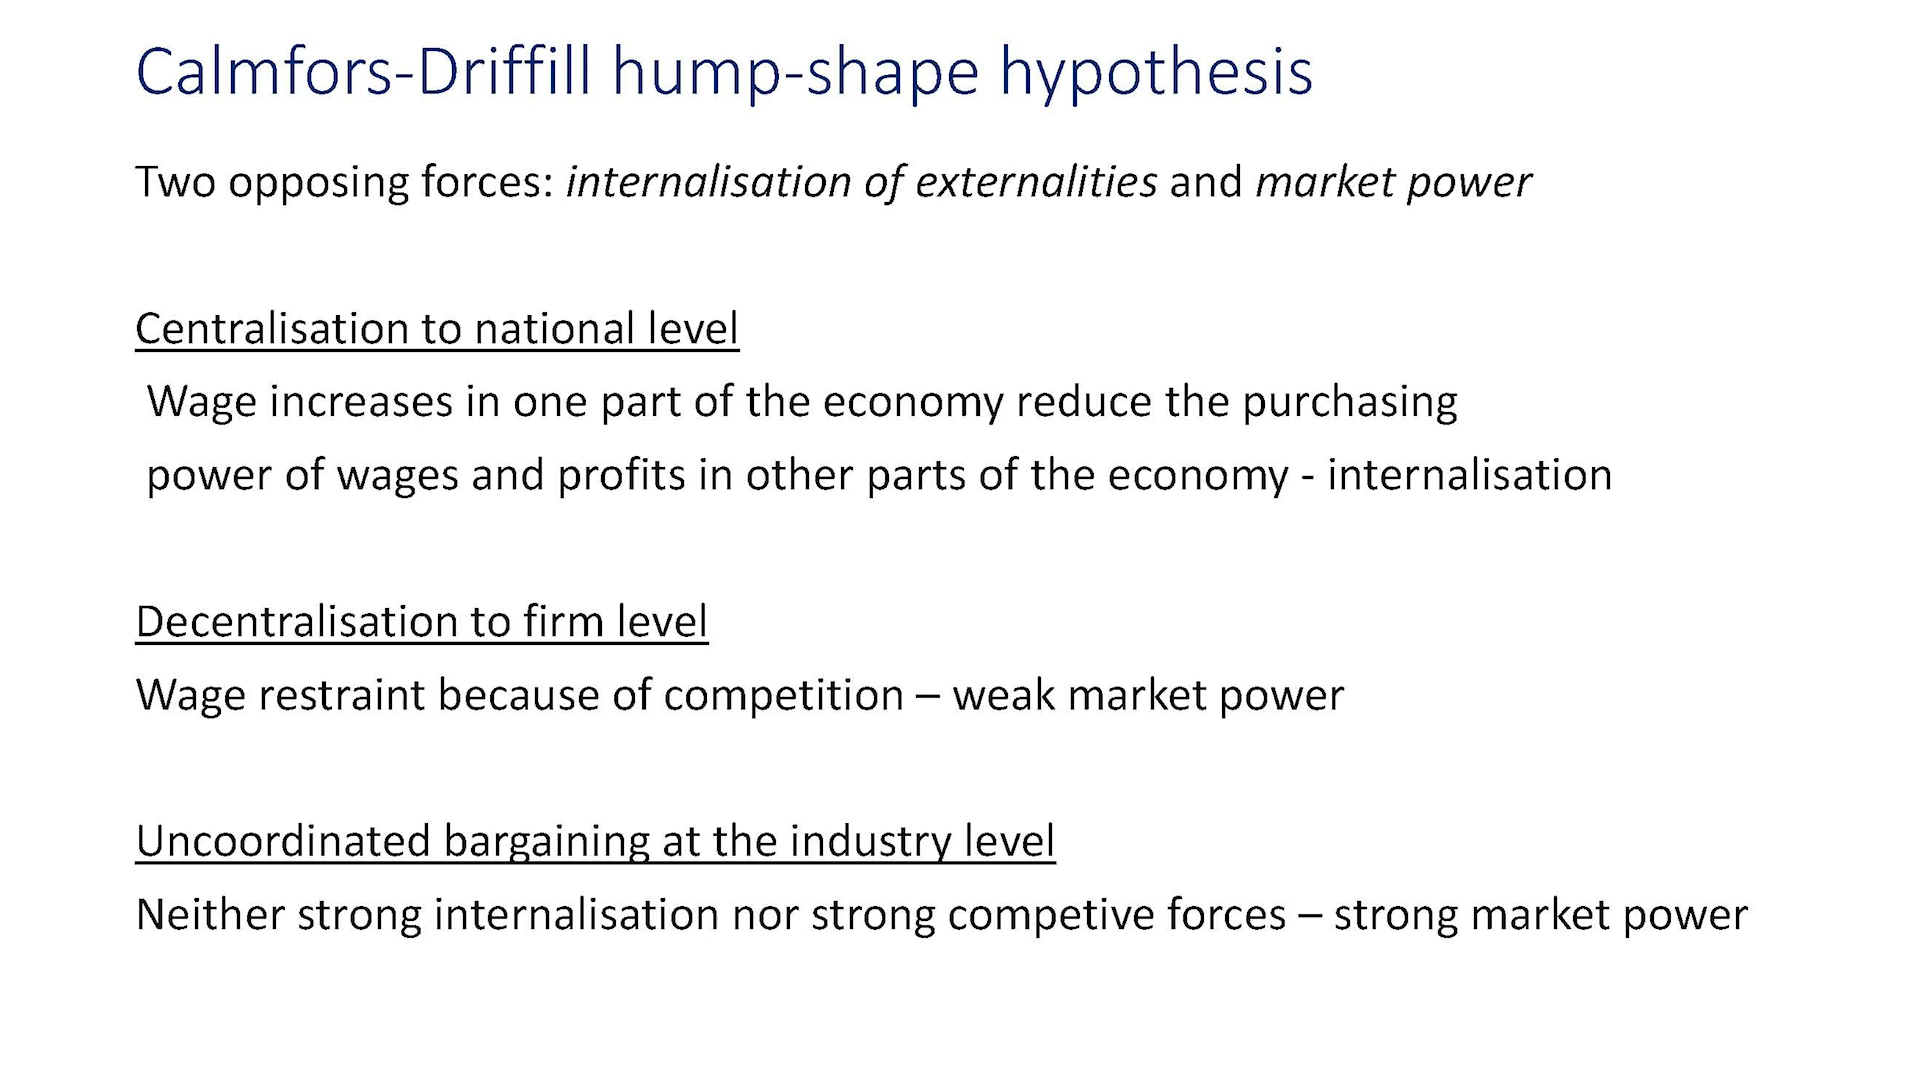 Calmfors-Driffill hump-shape hypothesis
Two opposing forces: internalisation of externalities and market power
Centralisation to national level
Wage increases in one part of the economy reduce the purchasing
power of wages and profits in other parts of the economy - internalisation
Decentralisation to firm level
Wage restraint because of competition – weak market power
Uncoordinated bargaining at the industry level
Neither strong internalisation nor strong competive forces – strong market power